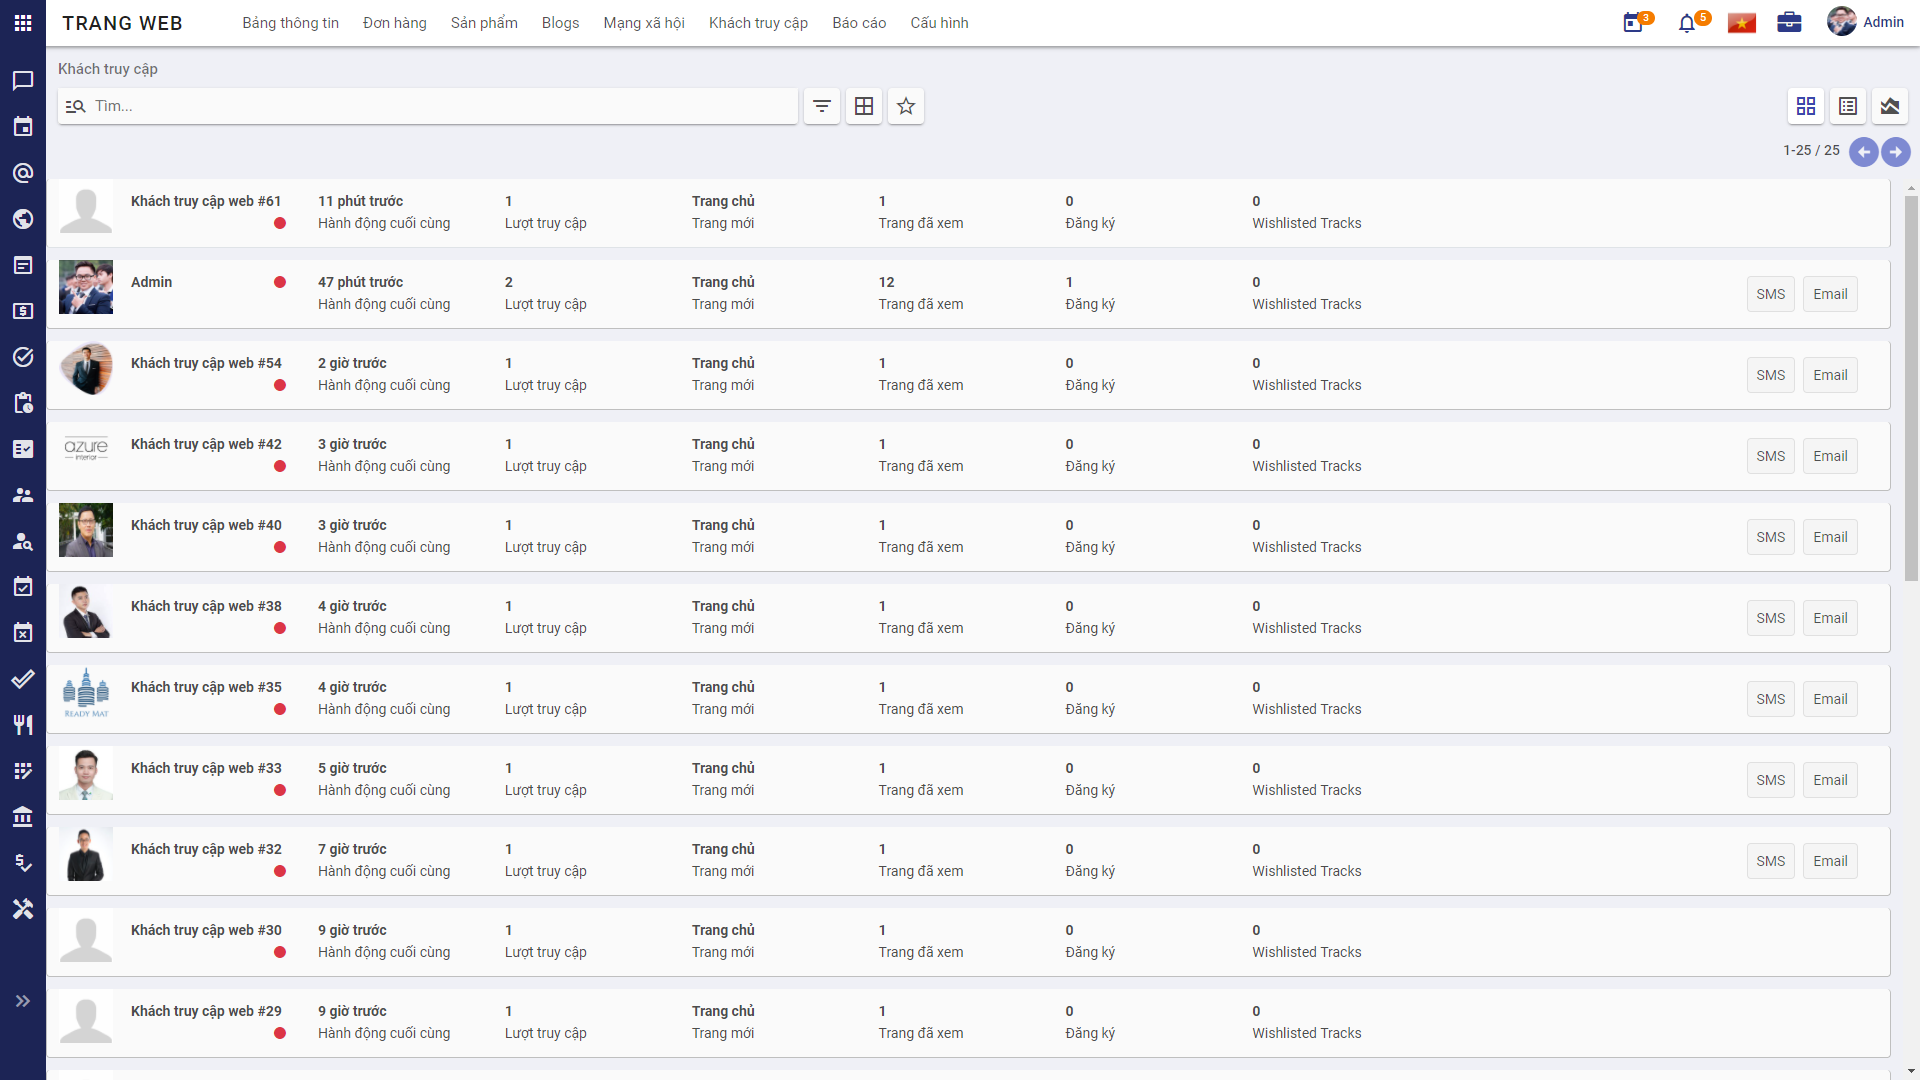 TRANG WEB
Bảng thông tin Đơn hàng Sản phẩm Blogs Mạng xã hội Khách truy cập Báo cáo Cấu hình
3 5 Admin
Khách truy cập
Tìm...
1-25 / 25
Khách truy cập web #61 11 phút trước 1 Trang chủ 1 0 0
Hành động cuối cùng Lượt truy cập Trang mới Trang đã xem Đăng ký Wishlisted Tracks
Admin 47 phút trước 2 Trang chủ 12 1 0
Hành động cuối cùng Lượt truy cập Trang mới Trang đã xem Đăng ký Wishlisted Tracks
SMS Email
Khách truy cập web #54 2 giờ trước 1 Trang chủ 1 0 0
Hành động cuối cùng Lượt truy cập Trang mới Trang đã xem Đăng ký Wishlisted Tracks
SMS Email
azure
interior
Khách truy cập web #42 3 giờ trước 1 Trang chủ 1 0 0
Hành động cuối cùng Lượt truy cập Trang mới Trang đã xem Đăng ký Wishlisted Tracks
SMS Email
Khách truy cập web #40 3 giờ trước 1 Trang chủ 1 0 0
Hành động cuối cùng Lượt truy cập Trang mới Trang đã xem Đăng ký Wishlisted Tracks
SMS Email
Khách truy cập web #38 4 giờ trước 1 Trang chủ 1 0 0
Hành động cuối cùng Lượt truy cập Trang mới Trang đã xem Đăng ký Wishlisted Tracks
SMS Email
READY MAT
Khách truy cập web #35 4 giờ trước 1 Trang chủ 1 0 0
Hành động cuối cùng Lượt truy cập Trang mới Trang đã xem Đăng ký Wishlisted Tracks
SMS Email
Khách truy cập web #33 5 giờ trước 1 Trang chủ 1 0 0
Hành động cuối cùng Lượt truy cập Trang mới Trang đã xem Đăng ký Wishlisted Tracks
SMS Email
Khách truy cập web #32 7 giờ trước 1 Trang chủ 1 0 0
Hành động cuối cùng Lượt truy cập Trang mới Trang đã xem Đăng ký Wishlisted Tracks
SMS Email
Khách truy cập web #30 9 giờ trước 1 Trang chủ 1 0 0
Hành động cuối cùng Lượt truy cập Trang mới Trang đã xem Đăng ký Wishlisted Tracks
Khách truy cập web #29 9 giờ trước 1 Trang chủ 1 0 0
Hành động cuối cùng Lượt truy cập Trang mới Trang đã xem Đăng ký Wishlisted Tracks